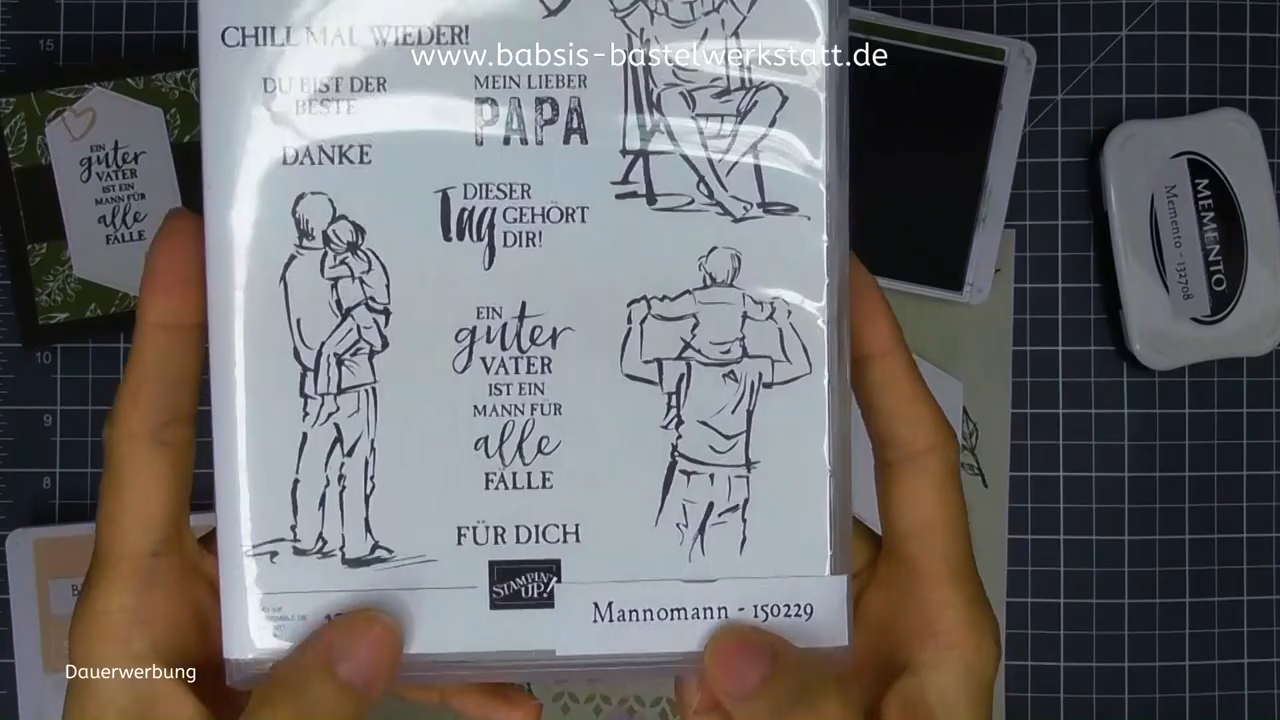 www.babsis-bastelwerkstatt.de
CHILL MAL WIEDER!
DU BIST DER
BESTE
DANKE
MEIN LIEBER
PAPA
DIESER
Tag GEHÖRT
DIR!
EIN
guter
VATER
IST EIN
MANN FÜR
alle
FÄLLE
FÜR DICH
STAMPIN'
UP!
Mannomann - 150229
EIN
guter
VATER
IST EIN
MANN FÜR
alle
FÄLLE
MEMENTO
Memento - 132708
15
10
9
8
Dauerwerbung